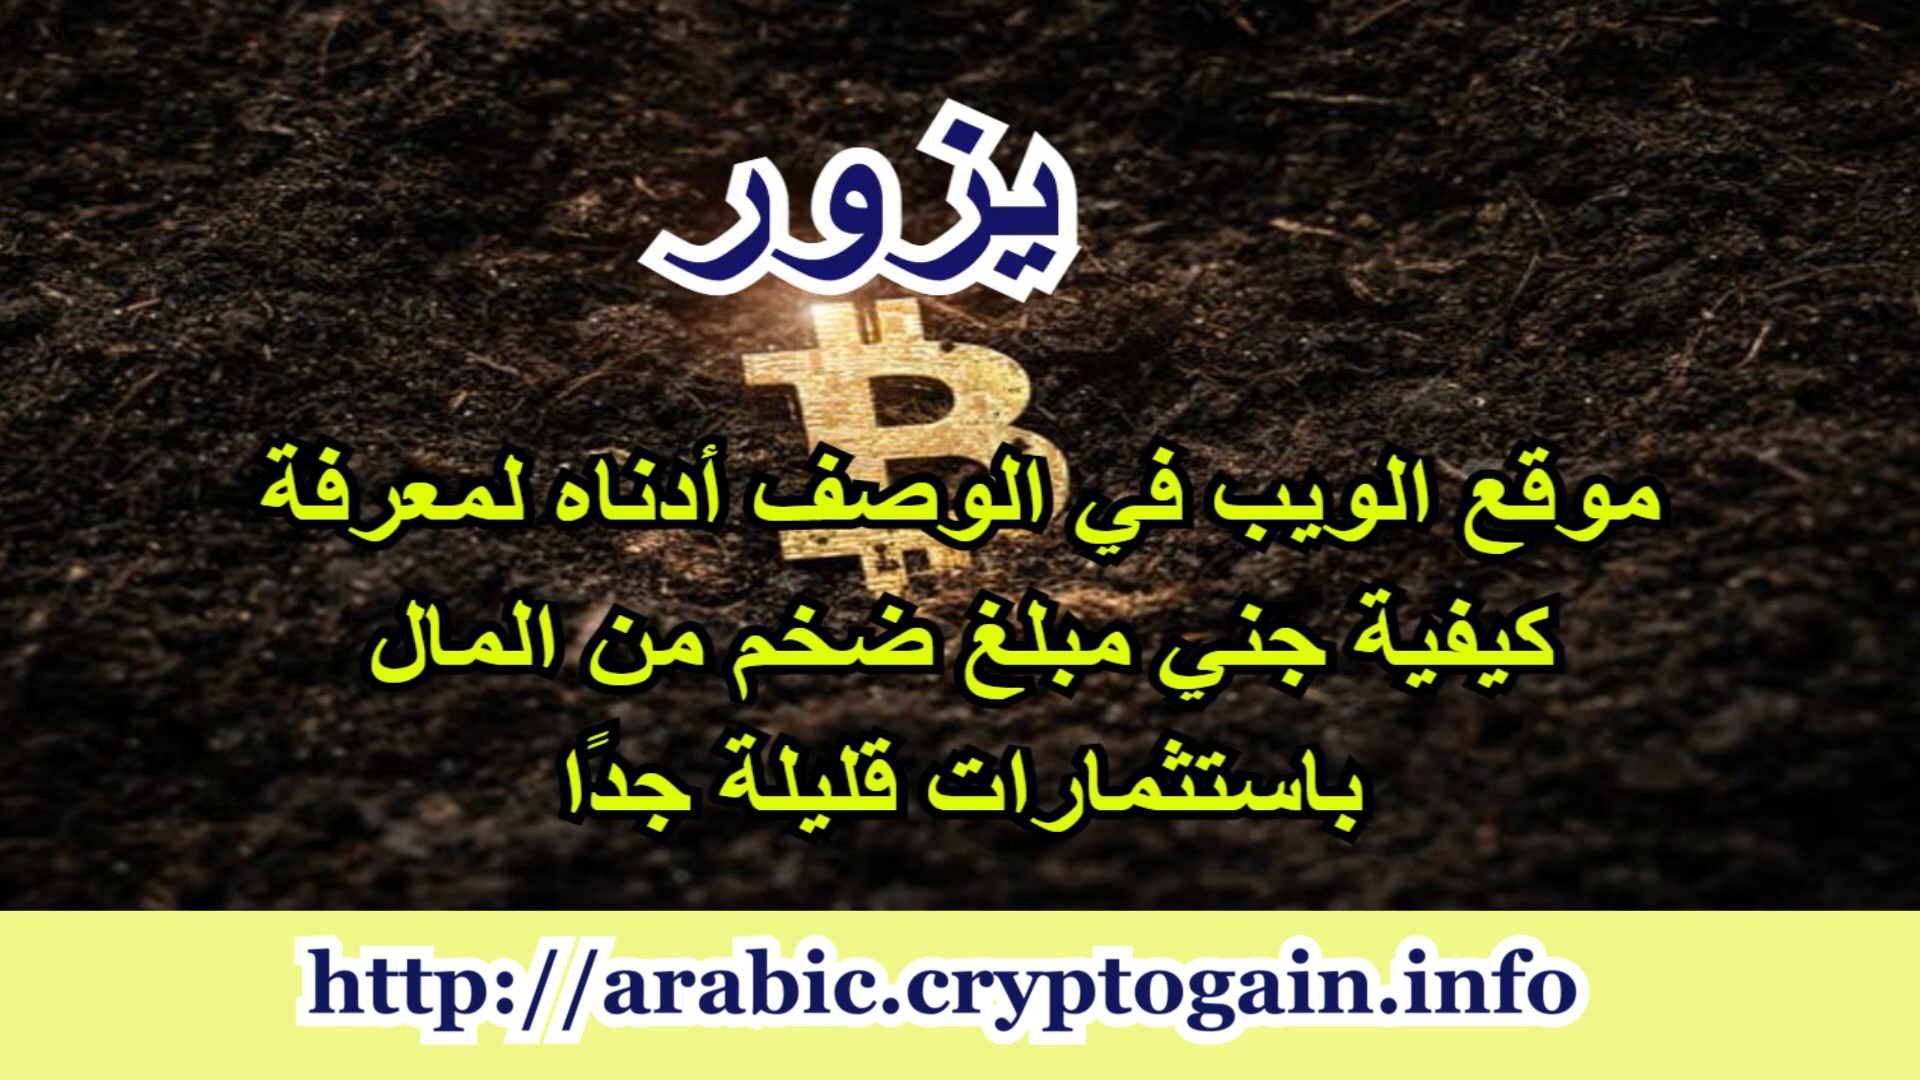 يزور
موقع الويب في الوصف أدناه لمعرفة
كيفية جني مبلغ ضخم من المال
باستثمارات قليلة جدًا
http://arabic.cryptogain.info